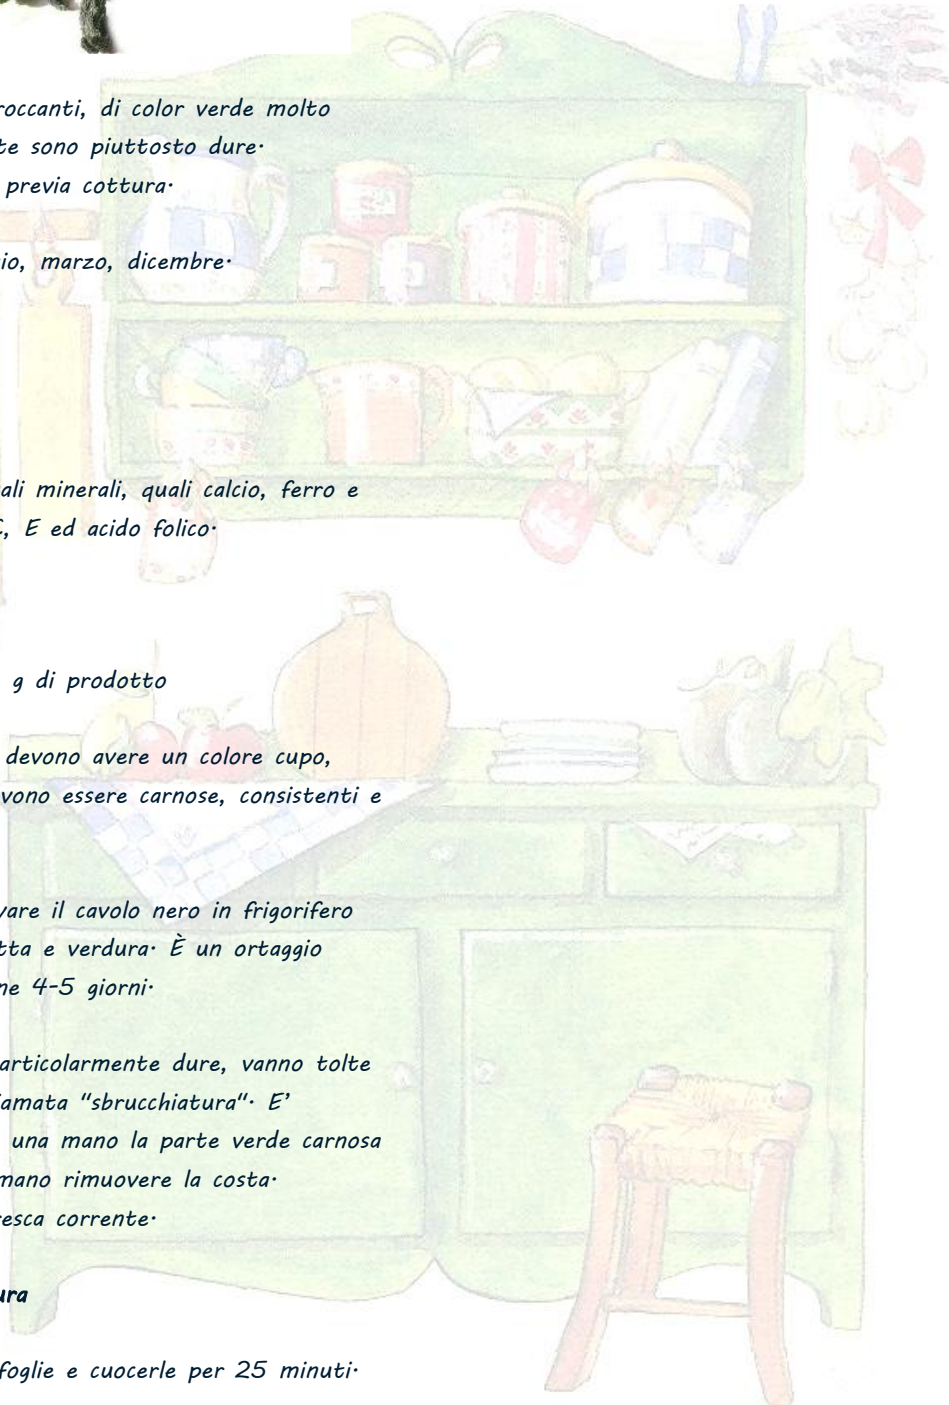 roccanti, di color verde molto
te sono piuttosto dure·
previa cottura·
io, marzo, dicembre·
ali minerali, quali calcio, ferro e
C, E ed acido folico·
g di prodotto
devono avere un colore cupo,
vono essere carnose, consistenti e
vare il cavolo nero in frigorifero
tta e verdura· È un ortaggio
ne 4-5 giorni·
articolarmente dure, vanno tolte
iamata "sbrucchiatura"· E’
una mano la parte verde carnosa
mano rimuovere la costa·
resca corrente·
ura
foglie e cuocerle per 25 minuti·